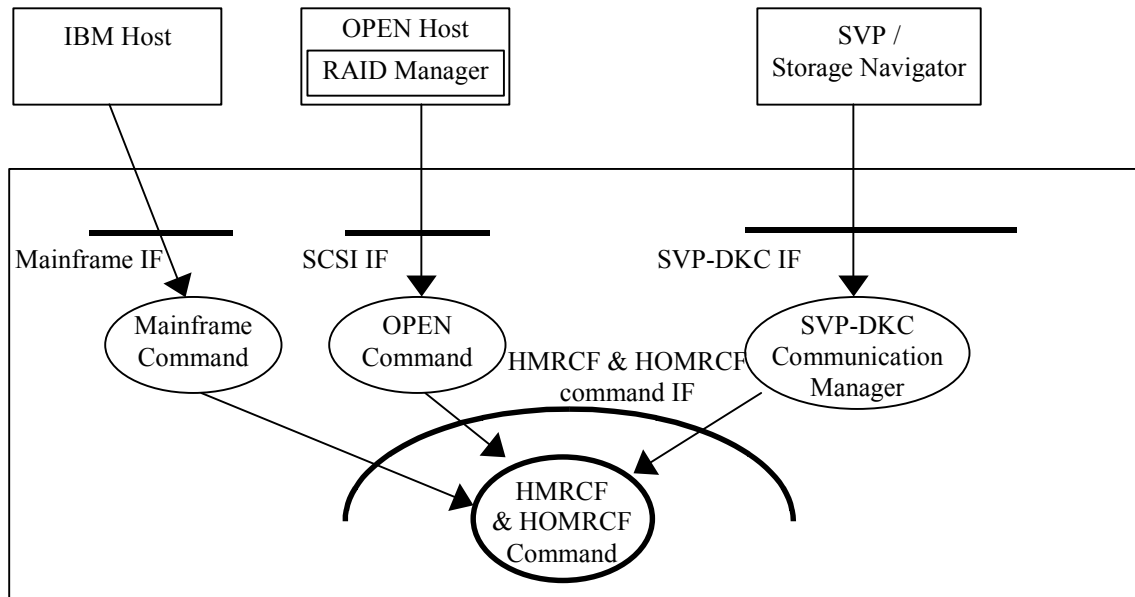 IBM Host
OPEN Host
RAID Manager
SVP /
Storage Navigator
Mainframe IF
SCSI IF
SVP-DKC IF
Mainframe
Command
OPEN
Command
HMRCF & HOMRCF
command IF
SVP-DKC
Communication
Manager
HMRCF
& HOMRCF
Command